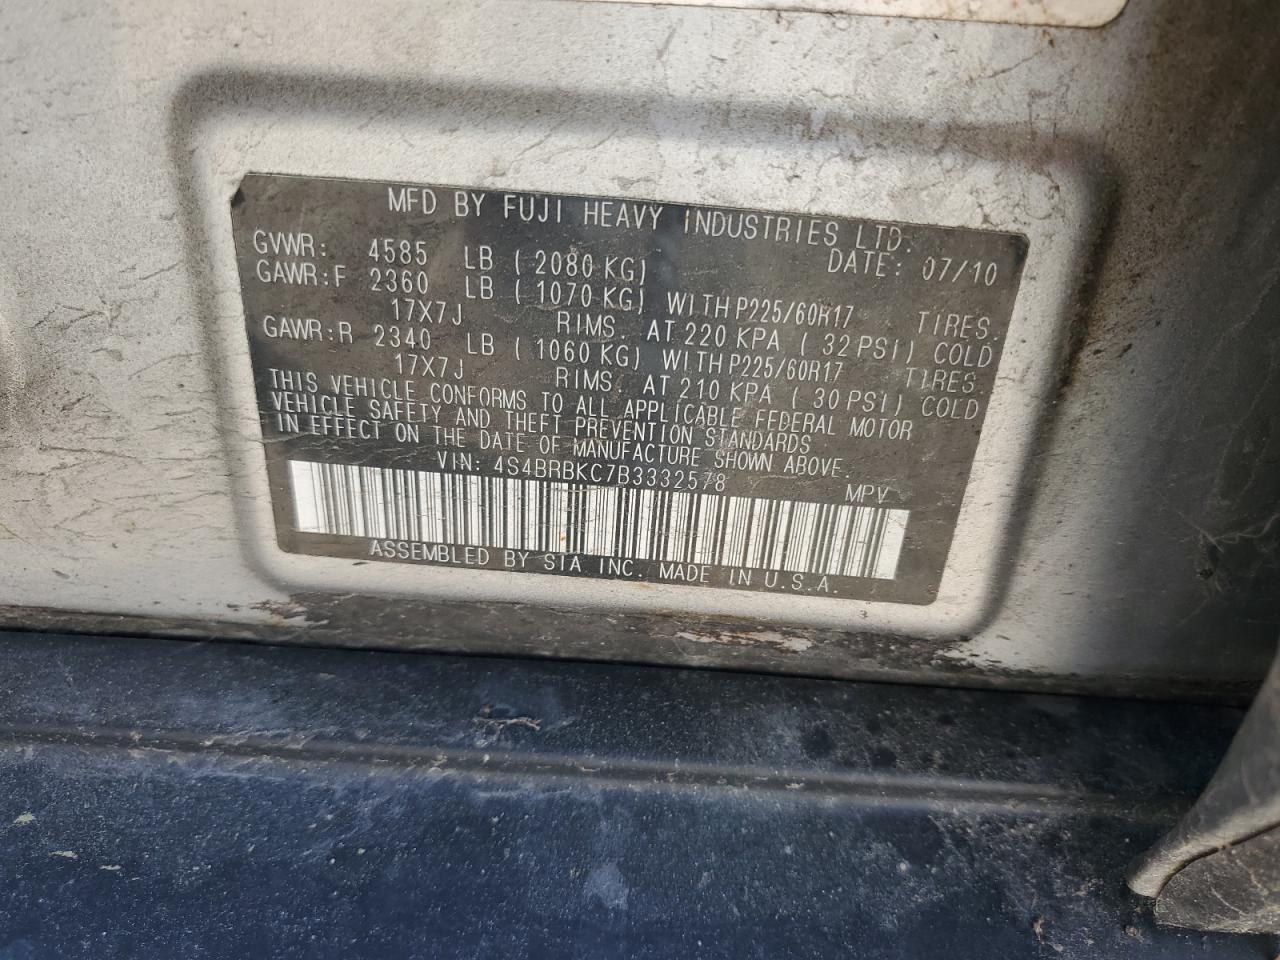 MFD BY FUJI HEAVY INDUSTRIES LTD.
GVWR: 4585 LB (2080 KG) DATE: 07/10
GAWR:F 2360 LB (1070 KG) WITH P225/60R17 TIRES.
17X7J RIMS. AT 220 KPA (32 PSI) COLD
GAWR:R 2340 LB (1060 KG) WITH P225/60R17 TIRES.
17X7J RIMS. AT 210 KPA (30 PSI) COLD
THIS VEHICLE CONFORMS TO ALL APPLICABLE FEDERAL MOTOR
VEHICLE SAFETY AND THEFT PREVENTION STANDARDS
IN EFFECT ON THE DATE OF MANUFACTURE SHOWN ABOVE.
VIN: 4S4BRBKC7B3332578 MPV
ASSEMBLED BY SIA INC. MADE IN U.S.A.